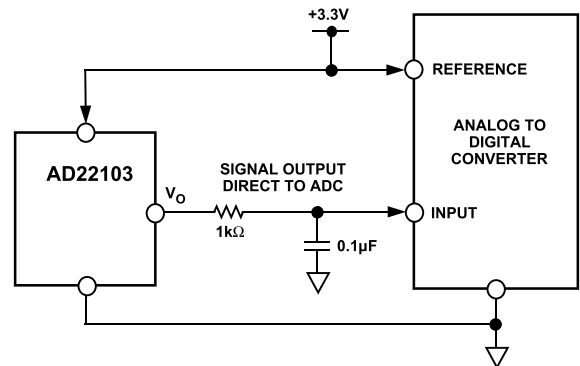 +3.3V
REFERENCE
ANALOG TO
DIGITAL
CONVERTER
AD22103
SIGNAL OUTPUT
DIRECT TO ADC
VO
INPUT
1kΩ
0.1µF